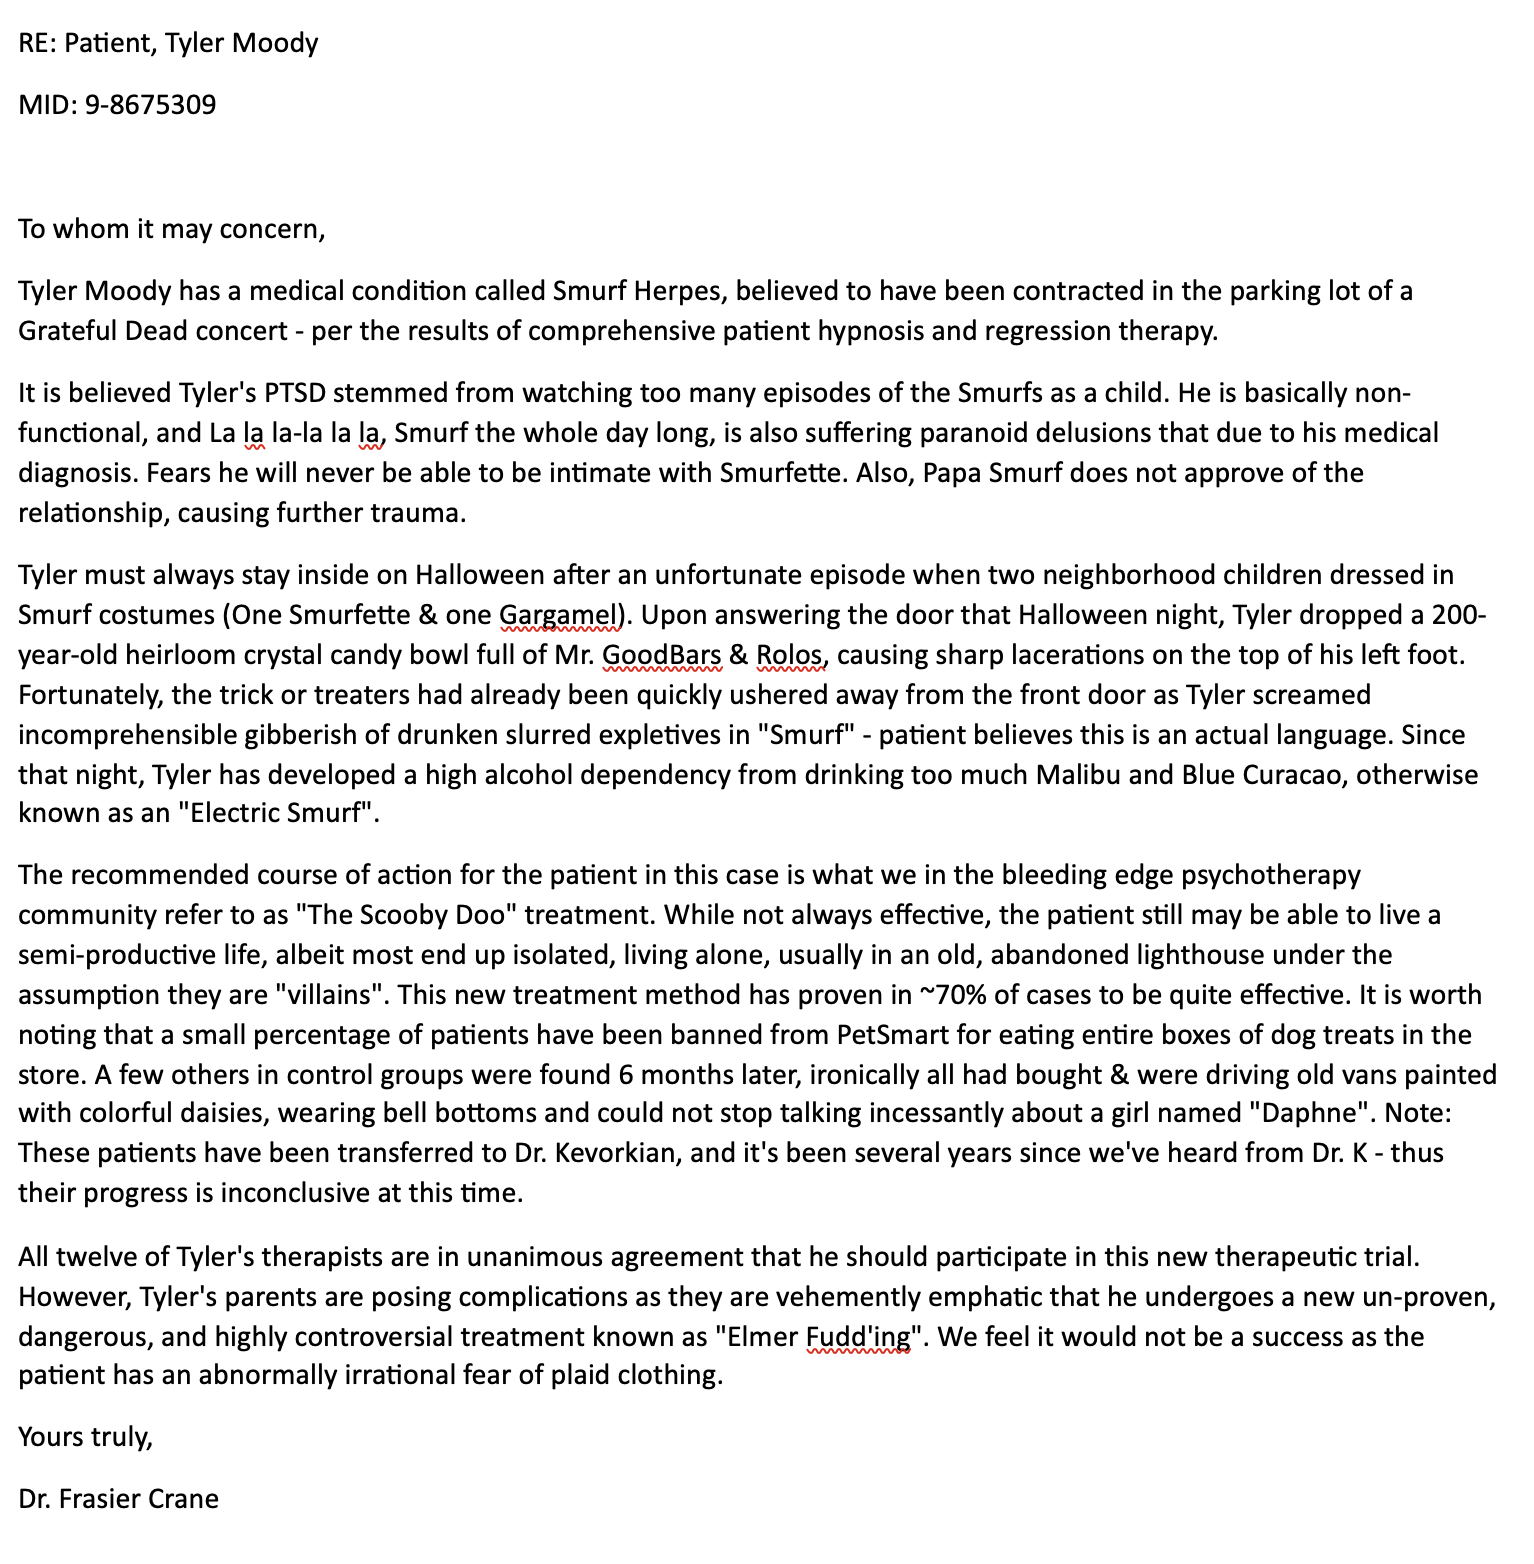 RE: Patient, Tyler Moody
MID: 9-8675309
To whom it may concern,
Tyler Moody has a medical condition called Smurf Herpes, believed to have been contracted in the parking lot of a
Grateful Dead concert - per the results of comprehensive patient hypnosis and regression therapy.
It is believed Tyler's PTSD stemmed from watching too many episodes of the Smurfs as a child. He is basically non-
functional, and La la la-la la la, Smurf the whole day long, is also suffering paranoid delusions that due to his medical
diagnosis. Fears he will never be able to be intimate with Smurfette. Also, Papa Smurf does not approve of the
relationship, causing further trauma.
Tyler must always stay inside on Halloween after an unfortunate episode when two neighborhood children dressed in
Smurf costumes (One Smurfette & one Gargamel). Upon answering the door that Halloween night, Tyler dropped a 200-
year-old heirloom crystal candy bowl full of Mr. GoodBars & Rolos, causing sharp lacerations on the top of his left foot.
Fortunately, the trick or treaters had already been quickly ushered away from the front door as Tyler screamed
incomprehensible gibberish of drunken slurred expletives in "Smurf" - patient believes this is an actual language. Since
that night, Tyler has developed a high alcohol dependency from drinking too much Malibu and Blue Curacao, otherwise
known as an "Electric Smurf".
The recommended course of action for the patient in this case is what we in the bleeding edge psychotherapy
community refer to as "The Scooby Doo" treatment. While not always effective, the patient still may be able to live a
semi-productive life, albeit most end up isolated, living alone, usually in an old, abandoned lighthouse under the
assumption they are "villains". This new treatment method has proven in ~70% of cases to be quite effective. It is worth
noting that a small percentage of patients have been banned from PetSmart for eating entire boxes of dog treats in the
store. A few others in control groups were found 6 months later, ironically all had bought & were driving old vans painted
with colorful daisies, wearing bell bottoms and could not stop talking incessantly about a girl named "Daphne". Note:
These patients have been transferred to Dr. Kevorkian, and it's been several years since we've heard from Dr. K - thus
their progress is inconclusive at this time.
All twelve of Tyler's therapists are in unanimous agreement that he should participate in this new therapeutic trial.
However, Tyler's parents are posing complications as they are vehemently emphatic that he undergoes a new un-proven,
dangerous, and highly controversial treatment known as "Elmer Fudd'ing". We feel it would not be a success as the
patient has an abnormally irrational fear of plaid clothing.
Yours truly,
Dr. Frasier Crane